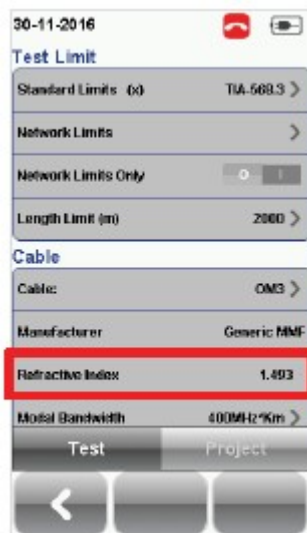 30-11-2016
Test Limit
Standard Limits (x) TIA-568.3 >
Network Limits >
Network Limits Only O I
Length Limit (m) 2000 >
Cable
Cable: OM3 >
Manufacturer Generic MMF
Refractive Index 1.493
Modal Bandwidth 400MHz*Km >
Test Project